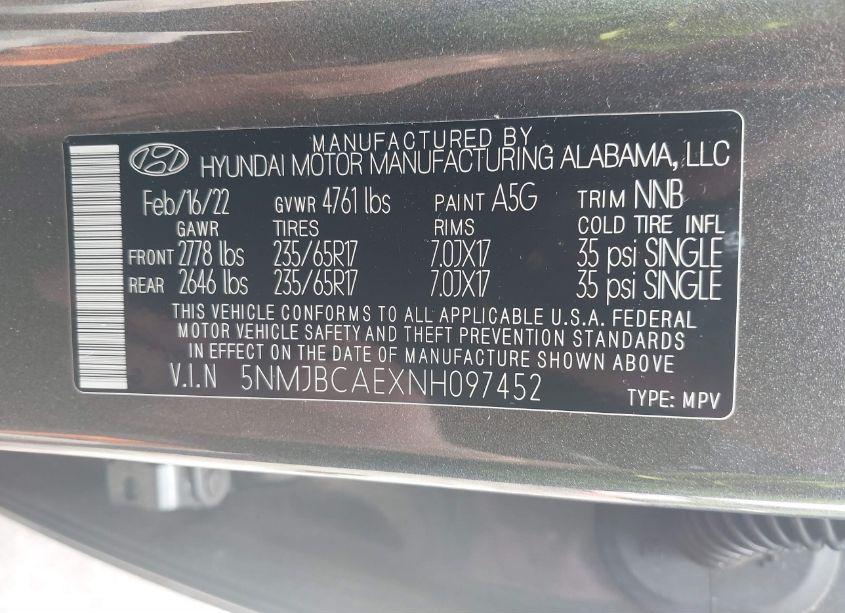 MANUFACTURED BY
HYUNDAI MOTOR MANUFACTURING ALABAMA, LLC
Feb/16/22 GVWR 4761 lbs PAINT A5G TRIM NNB
GAWR TIRES RIMS COLD TIRE INFL
FRONT 2778 lbs 235/65R17 7.0JX17 35 psi SINGLE
REAR 2646 lbs 235/65R17 7.0JX17 35 psi SINGLE
THIS VEHICLE CONFORMS TO ALL APPLICABLE U.S.A. FEDERAL
MOTOR VEHICLE SAFETY AND THEFT PREVENTION STANDARDS
IN EFFECT ON THE DATE OF MANUFACTURE SHOWN ABOVE
V.I.N 5NMJBCAEXNH097452 TYPE: MPV